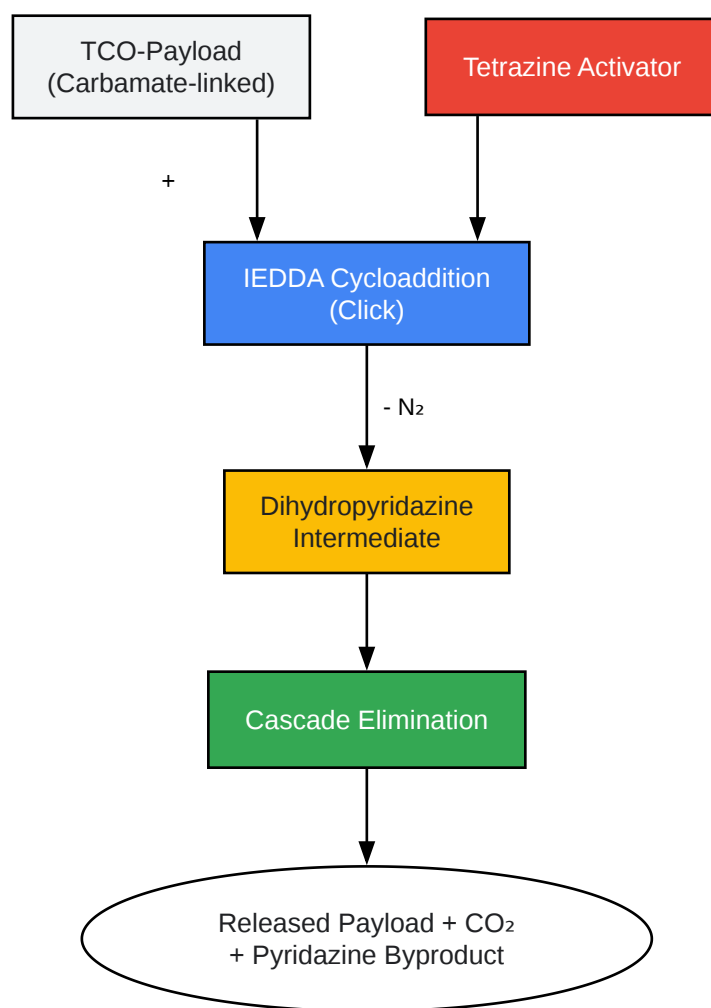 TCO-Payload
(Carbamate-linked)
Tetrazine Activator
+
IEDDA Cycloaddition
(Click)
- N₂
Dihydropyridazine
Intermediate
Cascade Elimination
Released Payload + CO₂
+ Pyridazine Byproduct